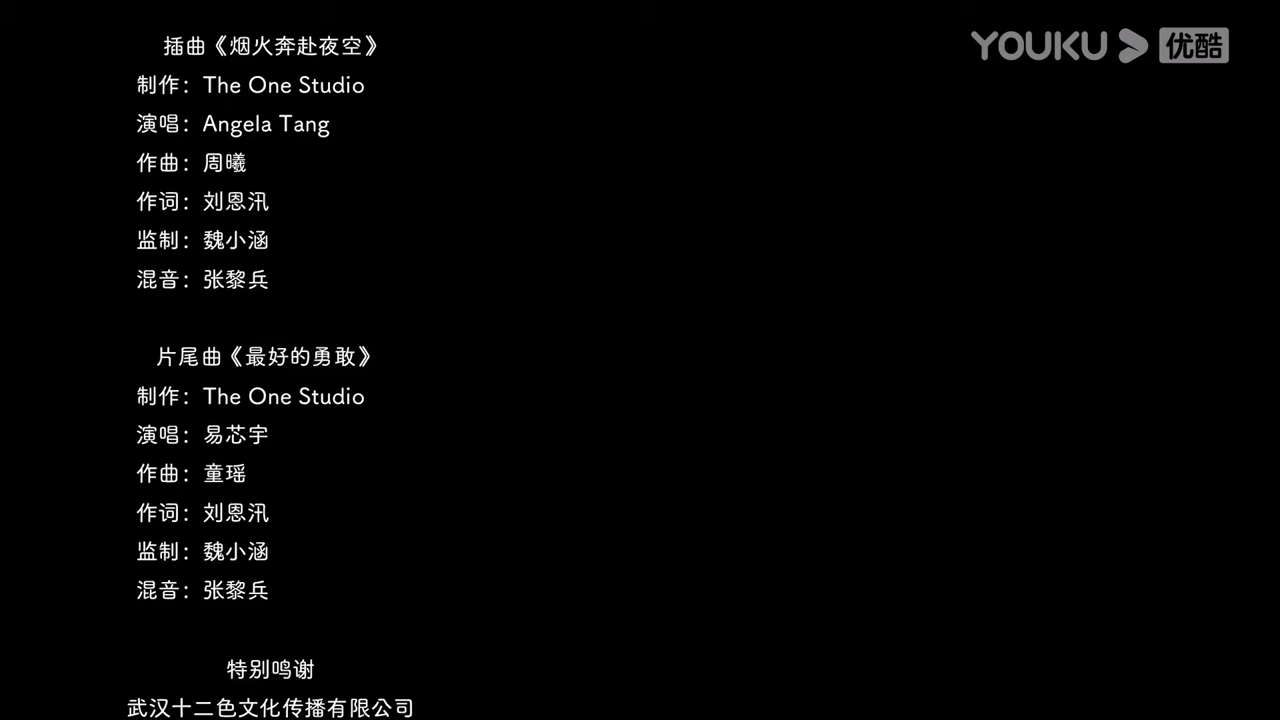 插曲《烟火奔赴夜空》
YOUKU 优酷
制作：The One Studio
演唱：Angela Tang
作曲：周曦
作词：刘恩汛
监制：魏小涵
混音：张黎兵
片尾曲《最好的勇敢》
制作：The One Studio
演唱：易芯宇
作曲：童瑶
作词：刘恩汛
监制：魏小涵
混音：张黎兵
特别鸣谢
武汉十二色文化传播有限公司